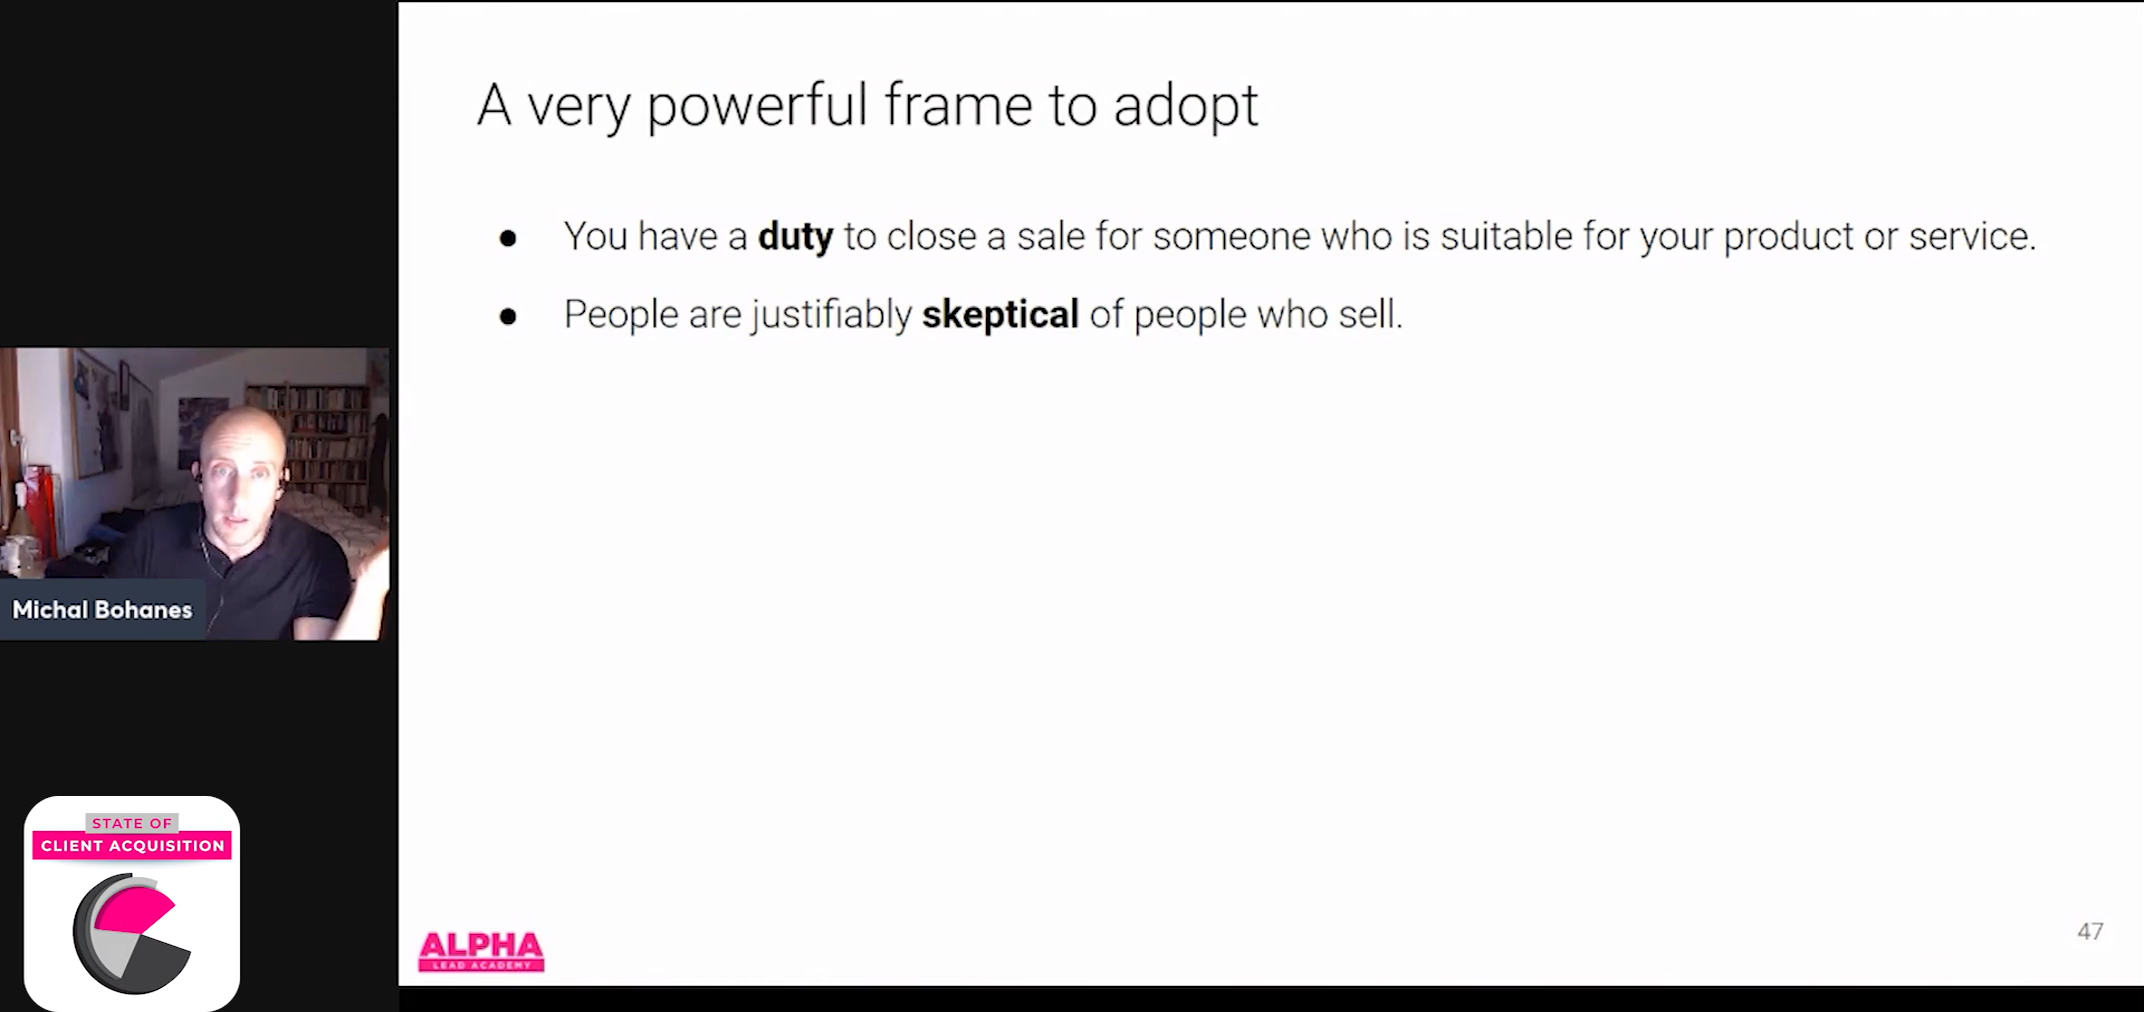 A very powerful frame to adopt
● You have a duty to close a sale for someone who is suitable for your product or service.
● People are justifiably skeptical of people who sell.
Michal Bohanes
STATE OF
CLIENT ACQUISITION
ALPHA
LEAD ACADEMY
47